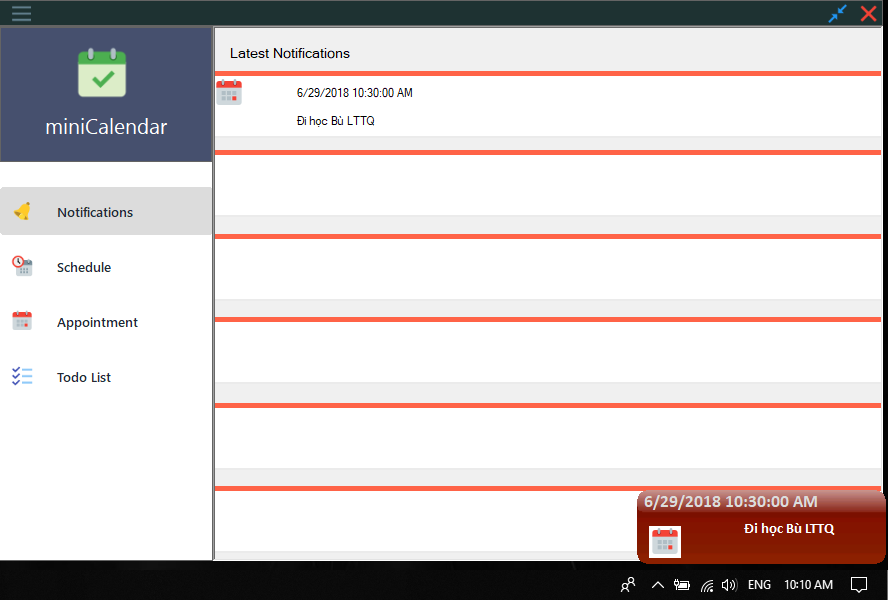 Latest Notifications
miniCalendar
6/29/2018 10:30:00 AM
Đi học Bù LTTQ
Notifications
Schedule
Appointment
Todo List
6/29/2018 10:30:00 AM
Đi học Bù LTTQ
ENG 10:10 AM